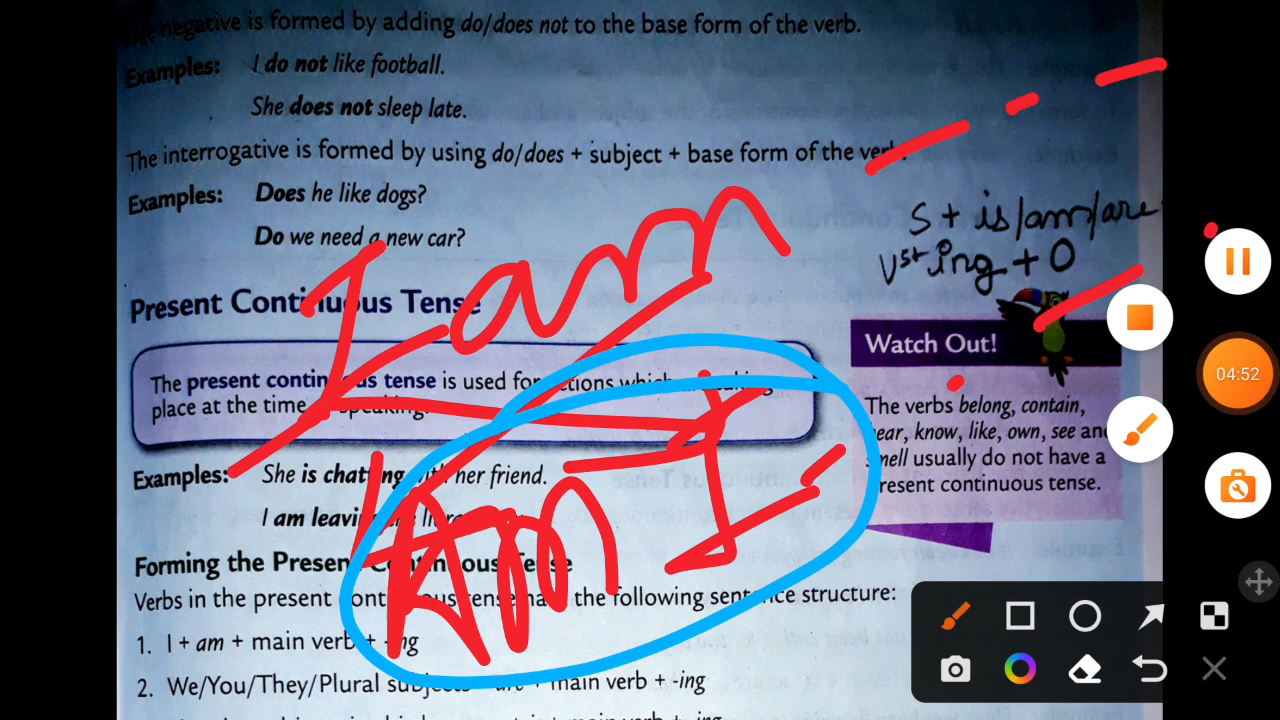 The negative is formed by adding do/does not to the base form of the verb.
Examples: I do not like football.
She does not sleep late.
The interrogative is formed by using do/does + subject + base form of the verb.
Examples: Does he like dogs?
Do we need a new car?
S + is/am/are
Vst ing + O
I am
Present Continuous Tense
The present continuous tense is used for actions which are taking
place at the time of speaking.
Examples: She is chatting with her friend.
I am leaving the
Am I
Forming the Present Continuous Tense
Verbs in the present continuous tense have the following sentence structure:
1. I + am + main verb + -ing
2. We/You/They/Plural subjects + are + main verb + -ing
Watch Out!
The verbs belong, contain,
hear, know, like, own, see and
smell usually do not have a
present continuous tense.
04:52